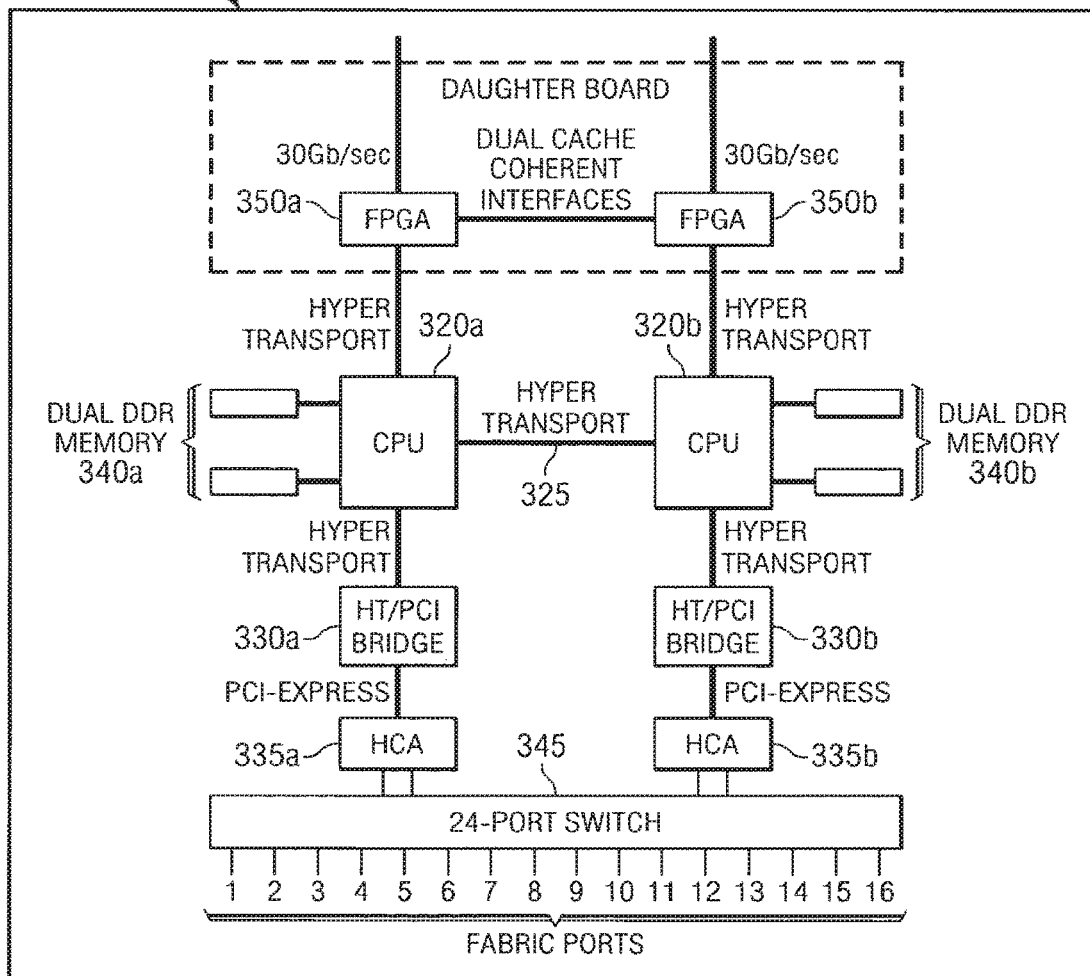 DAUGHTER BOARD
DUAL CACHE
COHERENT
INTERFACES
30Gb/sec
30Gb/sec
350a
FPGA
FPGA
350b
HYPER
TRANSPORT
320a
320b
HYPER
TRANSPORT
DUAL DDR
MEMORY
340a
CPU
HYPER
TRANSPORT
325
CPU
DUAL DDR
MEMORY
340b
HYPER
TRANSPORT
HYPER
TRANSPORT
330a
HT/PCI
BRIDGE
HT/PCI
BRIDGE
330b
PCI-EXPRESS
PCI-EXPRESS
335a
HCA
345
HCA
335b
24-PORT SWITCH
1 2 3 4 5 6 7 8 9 10 11 12 13 14 15 16
FABRIC PORTS